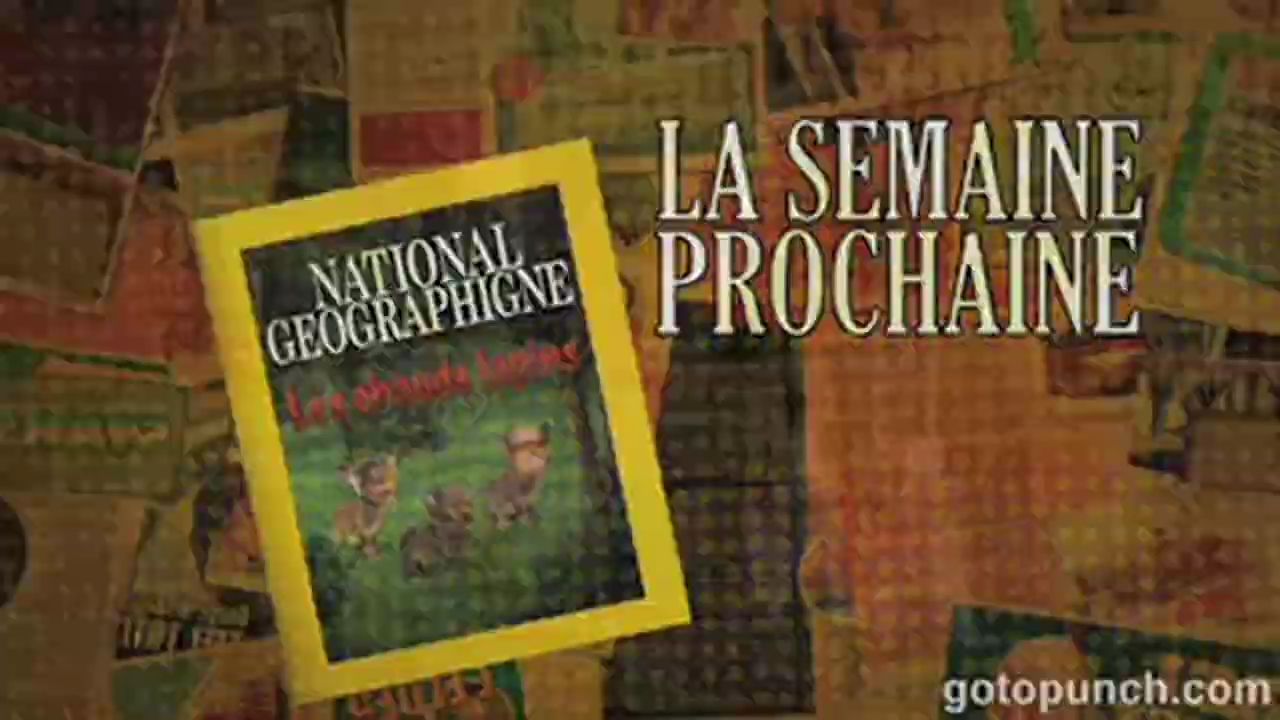 LA SEMAINE
PROCHAINE
NATIONAL
GEOGRAPHIGNE
Les chauds lapins
gotopunch.com